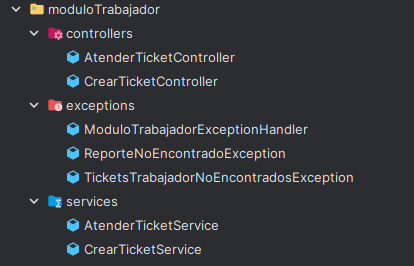 moduloTrabajador
controllers
AtenderTicketController
CrearTicketController
exceptions
ModuloTrabajadorExceptionHandler
ReporteNoEncontradoException
TicketsTrabajadorNoEncontradosException
services
AtenderTicketService
CrearTicketService